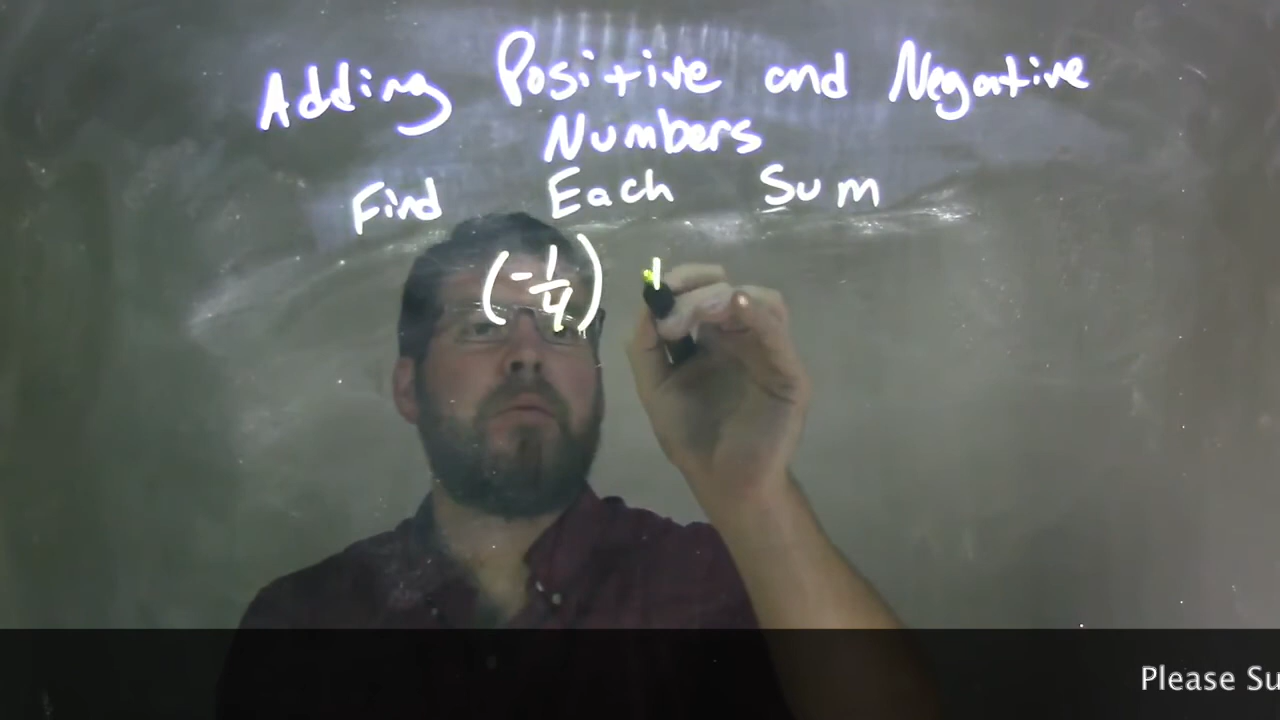 Adding Positive and Negative
Numbers
Find Each Sum
(-1/4) +
Please Su